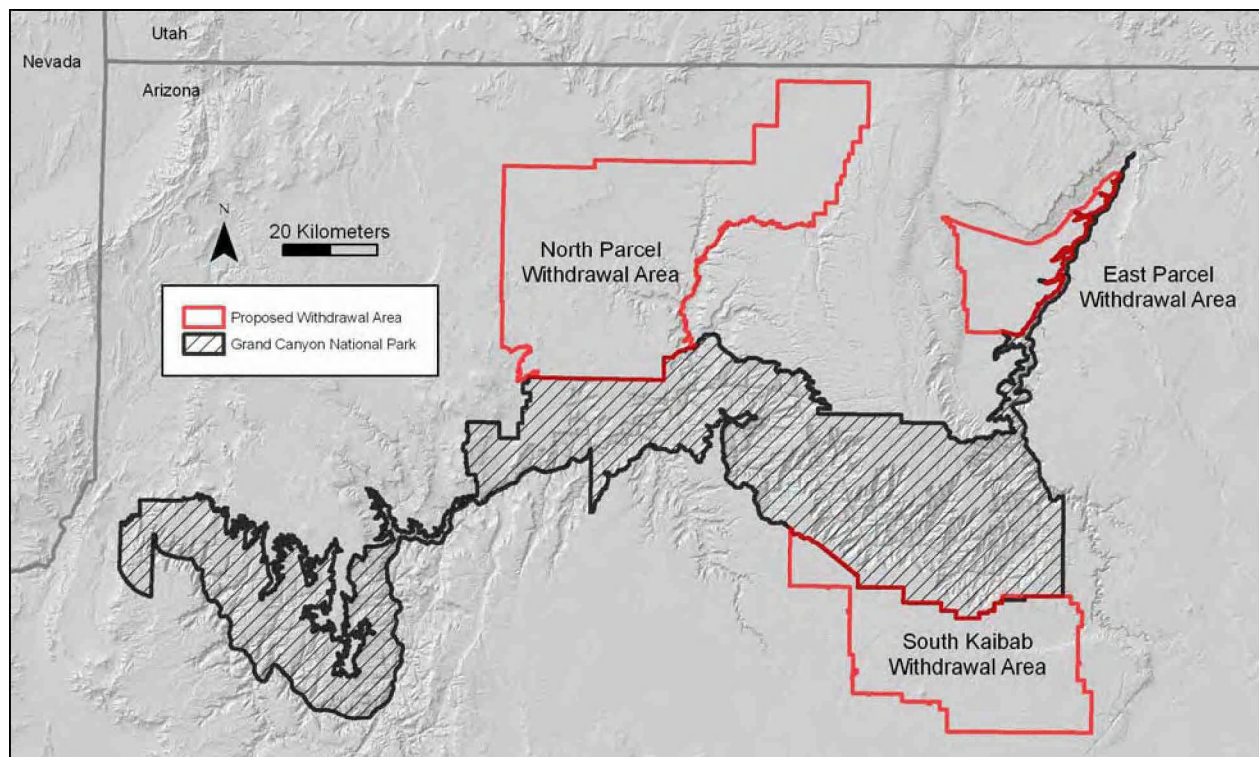 Utah
Nevada
Arizona
N
20 Kilometers
North Parcel
Withdrawal Area
East Parcel
Withdrawal Area
Proposed Withdrawal Area
Grand Canyon National Park
South Kaibab
Withdrawal Area